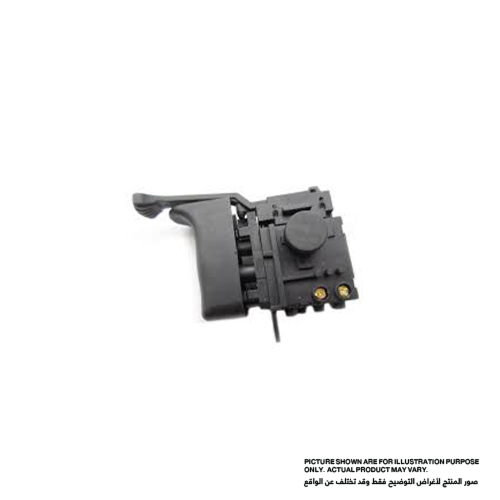 PICTURE SHOWN ARE FOR ILLUSTRATION PURPOSE
ONLY. ACTUAL PRODUCT MAY VARY.
صور المنتج لأغراض التوضيح فقط وقد تختلف عن الواقع